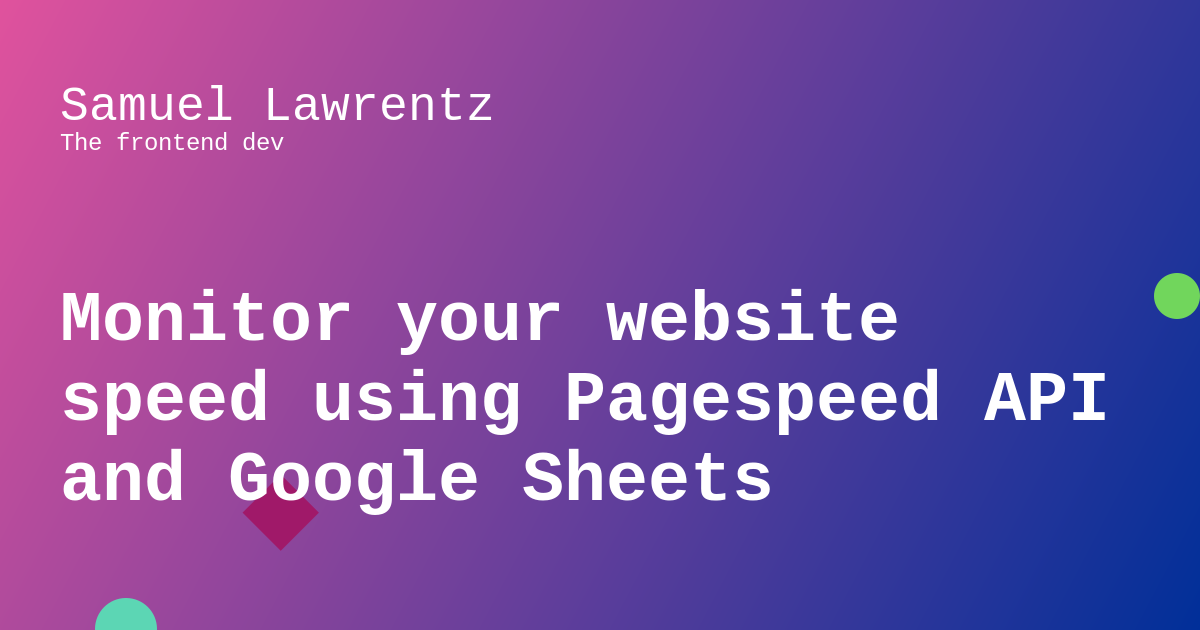 Samuel Lawrentz
The frontend dev
Monitor your website
speed using Pagespeed API
and Google Sheets